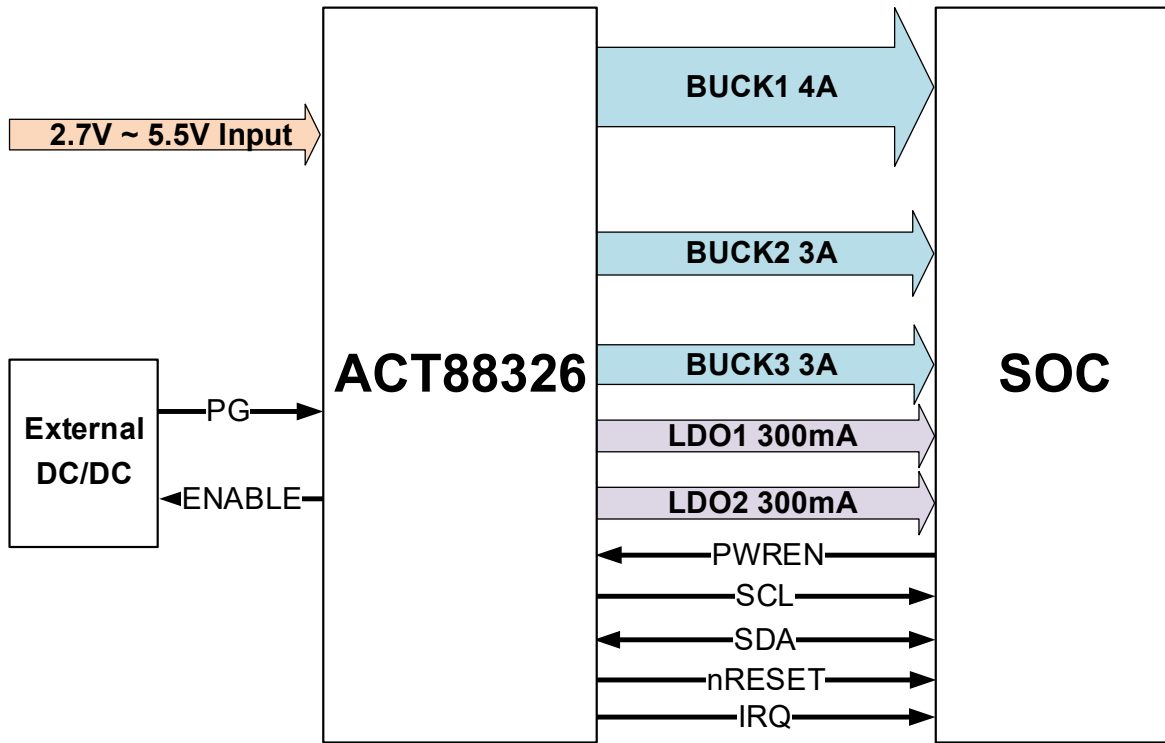 2.7V ~ 5.5V Input
ACT88326
External
DC/DC
PG
ENABLE
BUCK1 4A
BUCK2 3A
BUCK3 3A
LDO1 300mA
LDO2 300mA
PWREN
SCL
SDA
nRESET
IRQ
SOC